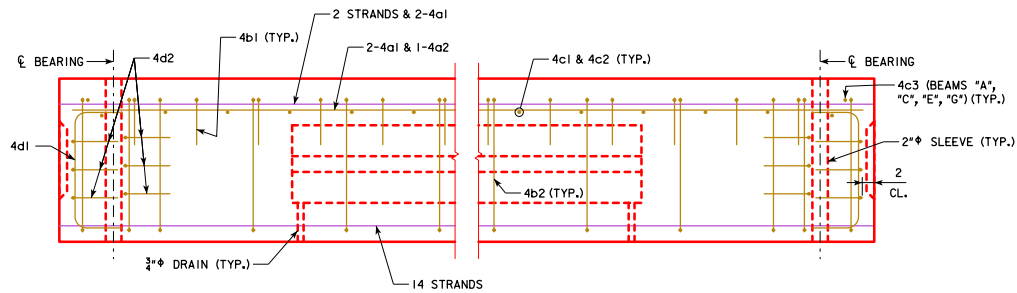 2 STRANDS & 2-4a1
4b1 (TYP.)
2-4a1 & 1-4a2
℄ BEARING
4d2
4c1 & 4c2 (TYP.)
℄ BEARING
4c3 (BEAMS "A",
"C", "E", "G") (TYP.)
4d1
2"Φ SLEEVE (TYP.)
2
CL.
4b2 (TYP.)
3/4"Φ DRAIN (TYP.)
14 STRANDS